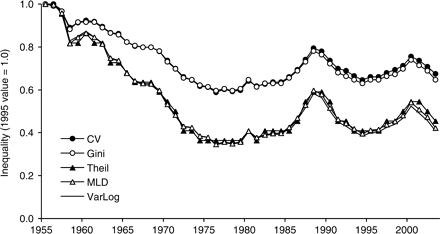 Inequality (1995 value = 1.0)
1.0
0.8
0.6
0.4
0.2
0.0
CV
Gini
Theil
MLD
VarLog
1955 1960 1965 1970 1975 1980 1985 1990 1995 2000